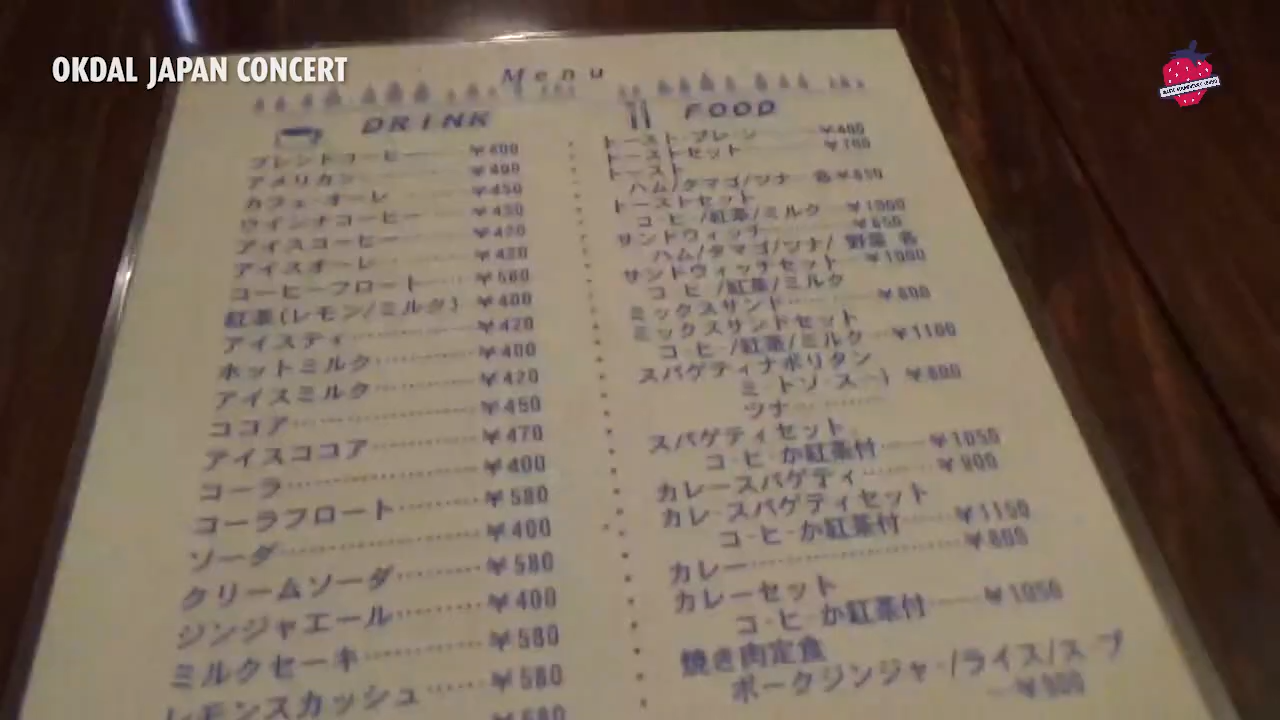 OKDAL JAPAN CONCERT
Menu
DRINK
ブレンドコーヒー ¥400
アメリカン ¥400
カフェ・オーレ ¥450
ウインナコーヒー ¥450
アイスコーヒー ¥420
アイスオーレ
コーヒーフロート ¥580
紅茶(レモン/ミルク) ¥400
アイスティ ¥420
ホットミルク ¥400
アイスミルク ¥420
ココア ¥450
アイスココア ¥470
コーラ ¥400
コーラフロート ¥580
ソーダ ¥400
クリームソーダ ¥580
ジンジャエール ¥400
ミルクセーキ ¥580
レモンスカッシュ ¥580
FOOD
トースト プレーン ¥400
トーストセット ¥700
トースト
ハム/タマゴ/ツナ 各
トーストセット
コーヒー/紅茶/ミルク ¥1000
サンドウィッチ
ハム/タマゴ/ツナ/野菜 各
サンドウィッチセット ¥1000
コーヒー/紅茶/ミルク
ミックスサンド ¥800
ミックスサンドセット
コーヒー/紅茶/ミルク ¥1100
スパゲティナポリタン
ミートソース ¥800
ツナ
スパゲティセット
コーヒーか紅茶付 ¥1050
カレースパゲティ ¥900
カレースパゲティセット
コーヒーか紅茶付 ¥1150
カレー ¥800
カレーセット
コーヒーか紅茶付 ¥1050
焼き肉定食
ポークジンジャー/ライス/スープ
¥900